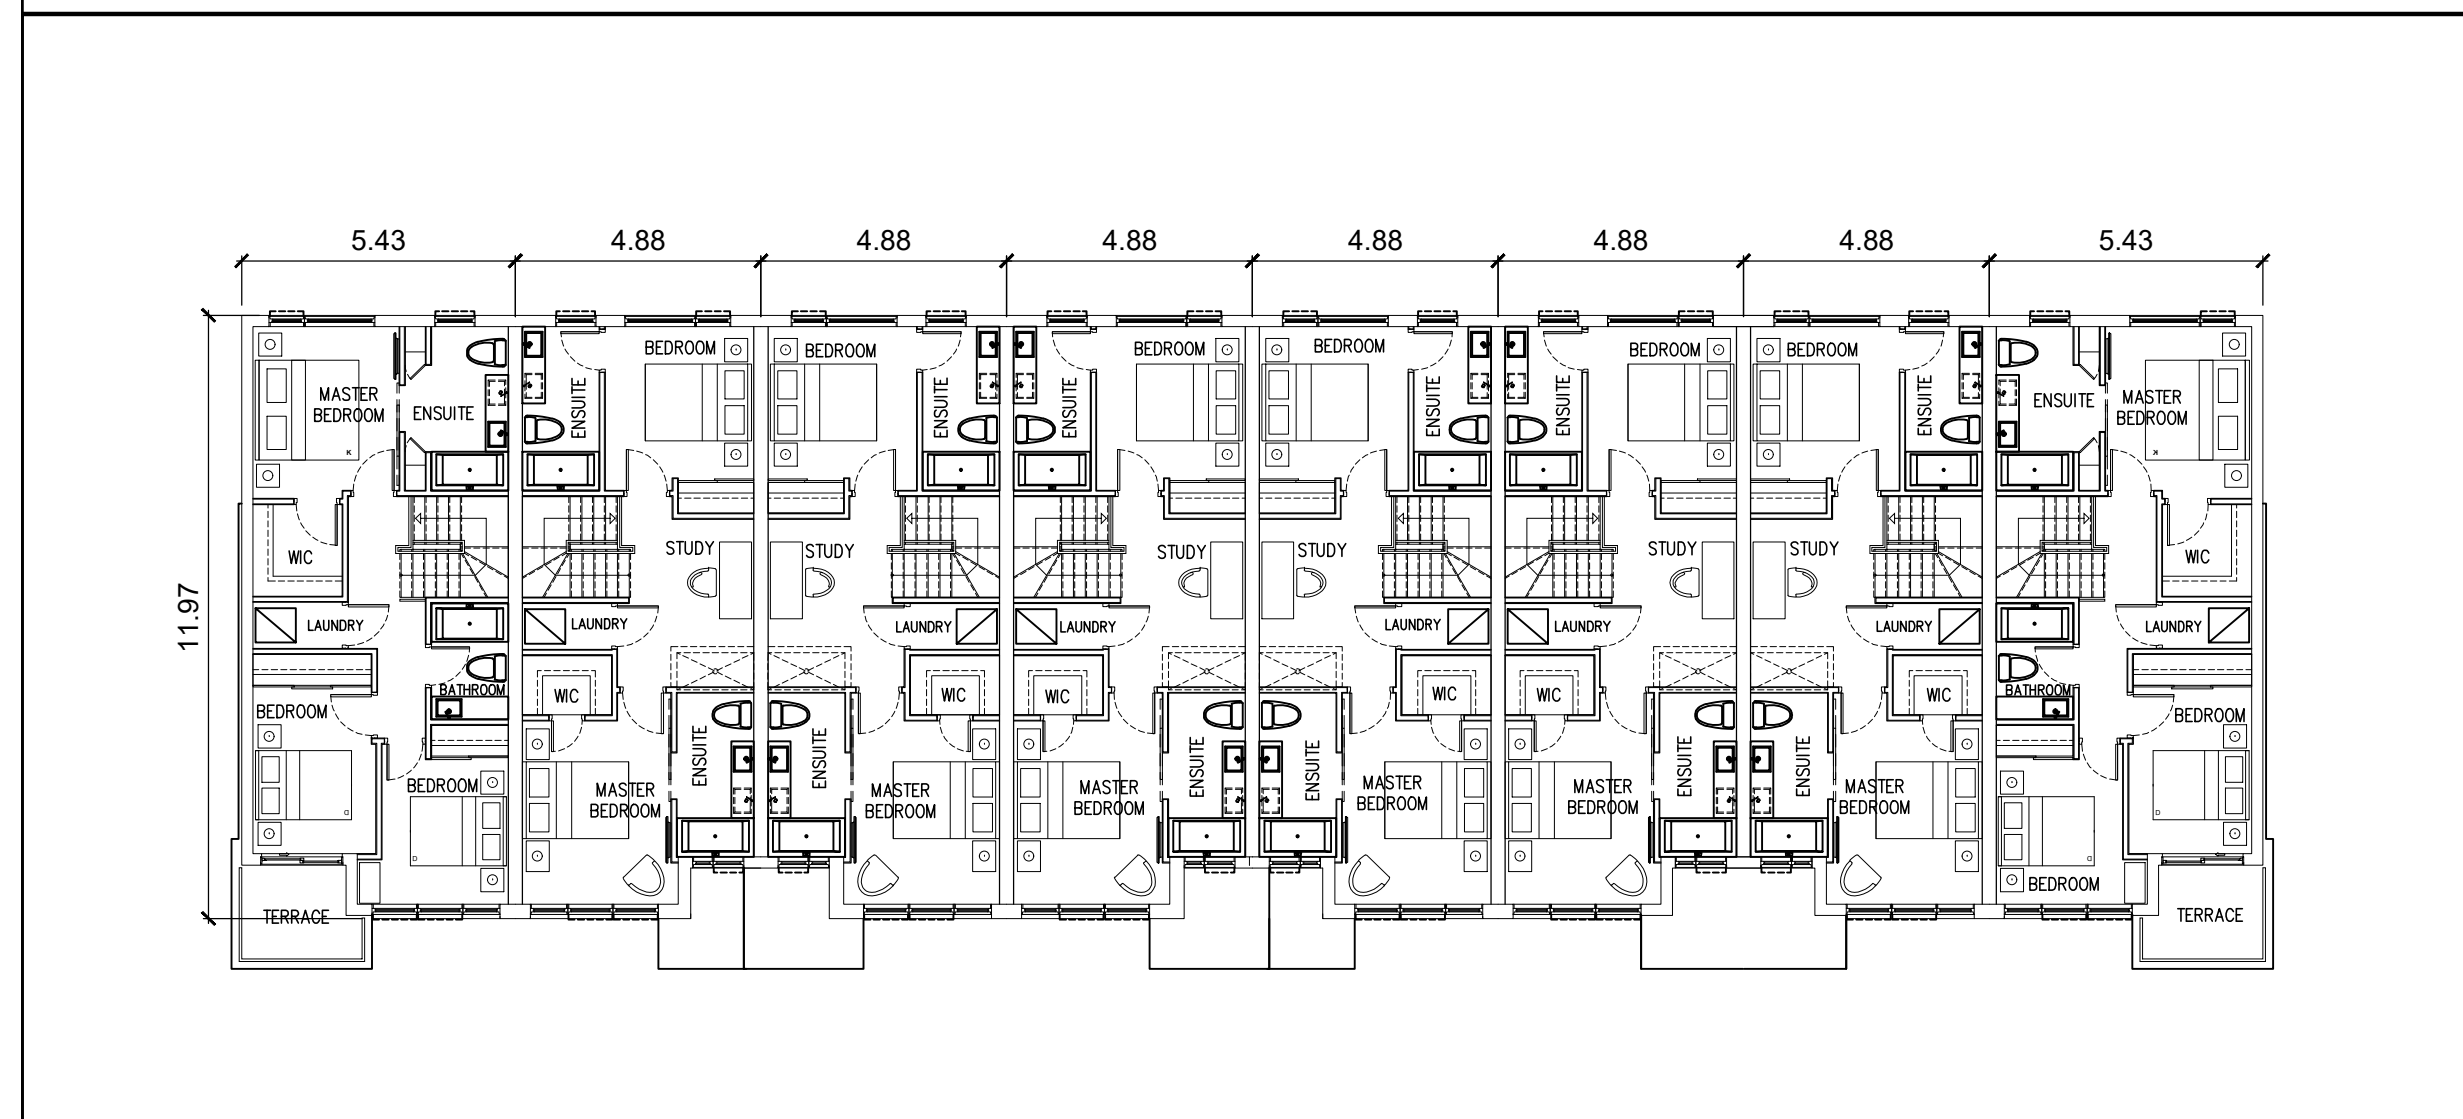 5.43 4.88 4.88 4.88 4.88 4.88 4.88 5.43
11.97
BEDROOM BEDROOM BEDROOM BEDROOM BEDROOM BEDROOM
MASTER
BEDROOM
ENSUITE
ENSUITE
ENSUITE
ENSUITE
ENSUITE
ENSUITE
ENSUITE
ENSUITE
MASTER
BEDROOM
K
K
WIC
STUDY STUDY STUDY STUDY STUDY STUDY
WIC
LAUNDRY LAUNDRY LAUNDRY LAUNDRY LAUNDRY LAUNDRY LAUNDRY LAUNDRY
BATHROOM
WIC WIC WIC WIC WIC WIC
BATHROOM
BEDROOM
BEDROOM
ENSUITE
ENSUITE
ENSUITE
ENSUITE
ENSUITE
ENSUITE
BEDROOM
MASTER
BEDROOM
MASTER
BEDROOM
MASTER
BEDROOM
MASTER
BEDROOM
MASTER
BEDROOM
MASTER
BEDROOM
D
D
D
D
BEDROOM
TERRACE
TERRACE